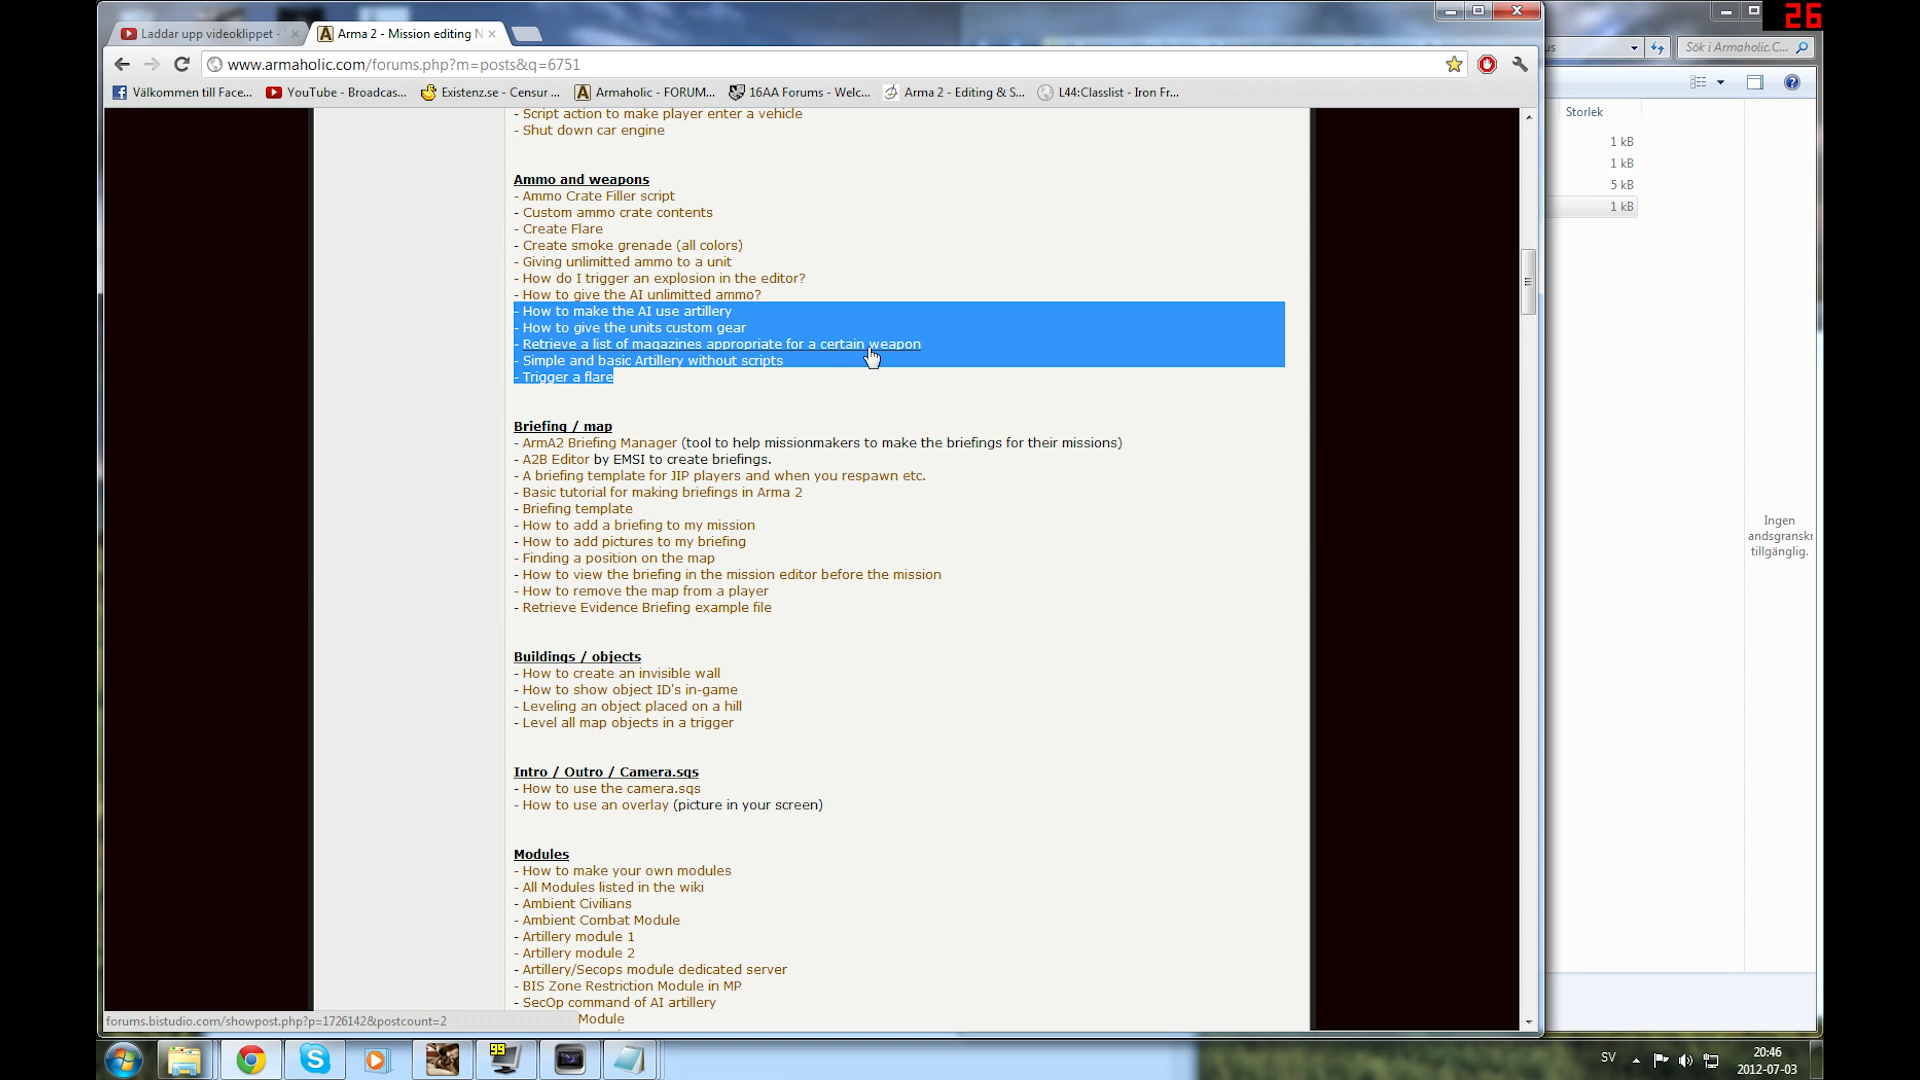 Laddar upp videoklippet -
Arma 2 - Mission editing N
26
www.armaholic.com/forums.php?m=posts&q=6751
Sök i Armaholic.C...
Välkommen till Face...
YouTube - Broadcas...
Existenz.se - Censur ...
Armaholic - FORUM...
16AA Forums - Welc...
Arma 2 - Editing & S...
L44:Classlist - Iron Fr...
Storlek
1 kB
1 kB
5 kB
1 kB
- Script action to make player enter a vehicle
- Shut down car engine
Ammo and weapons
- Ammo Crate Filler script
- Custom ammo crate contents
- Create Flare
- Create smoke grenade (all colors)
- Giving unlimitted ammo to a unit
- How do I trigger an explosion in the editor?
- How to give the AI unlimitted ammo?
- How to make the AI use artillery
- How to give the units custom gear
- Retrieve a list of magazines appropriate for a certain weapon
- Simple and basic Artillery without scripts
- Trigger a flare
Briefing / map
- ArmA2 Briefing Manager (tool to help missionmakers to make the briefings for their missions)
- A2B Editor by EMSI to create briefings.
- A briefing template for JIP players and when you respawn etc.
- Basic tutorial for making briefings in Arma 2
- Briefing template
- How to add a briefing to my mission
- How to add pictures to my briefing
- Finding a position on the map
- How to view the briefing in the mission editor before the mission
- How to remove the map from a player
- Retrieve Evidence Briefing example file
Ingen
andsgranskr
tillgänglig.
Buildings / objects
- How to create an invisible wall
- How to show object ID's in-game
- Leveling an object placed on a hill
- Level all map objects in a trigger
Intro / Outro / Camera.sqs
- How to use the camera.sqs
- How to use an overlay (picture in your screen)
Modules
- How to make your own modules
- All Modules listed in the wiki
- Ambient Civilians
- Ambient Combat Module
- Artillery module 1
- Artillery module 2
- Artillery/Secops module dedicated server
- BIS Zone Restriction Module in MP
- SecOp command of AI artillery
Module
forums.bistudio.com/showpost.php?p=1726142&postcount=2
99
SV
20:46
2012-07-03